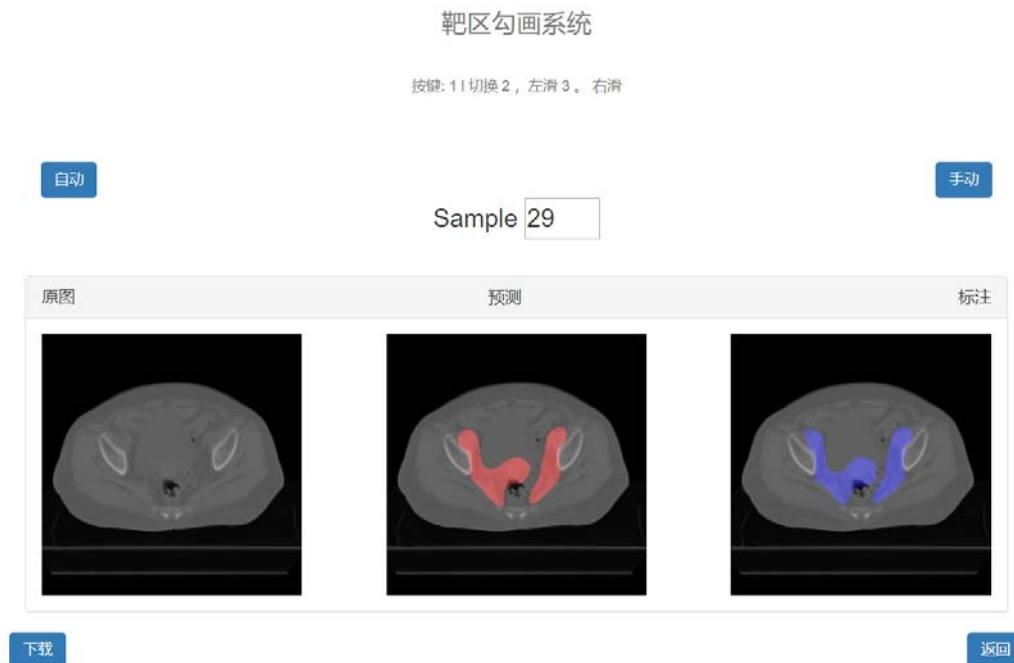 靶区勾画系统
按键: 1 l 切换 2 ，左滑 3 。 右滑
自动
手动
Sample 29
原图
预测
标注
下载
返回